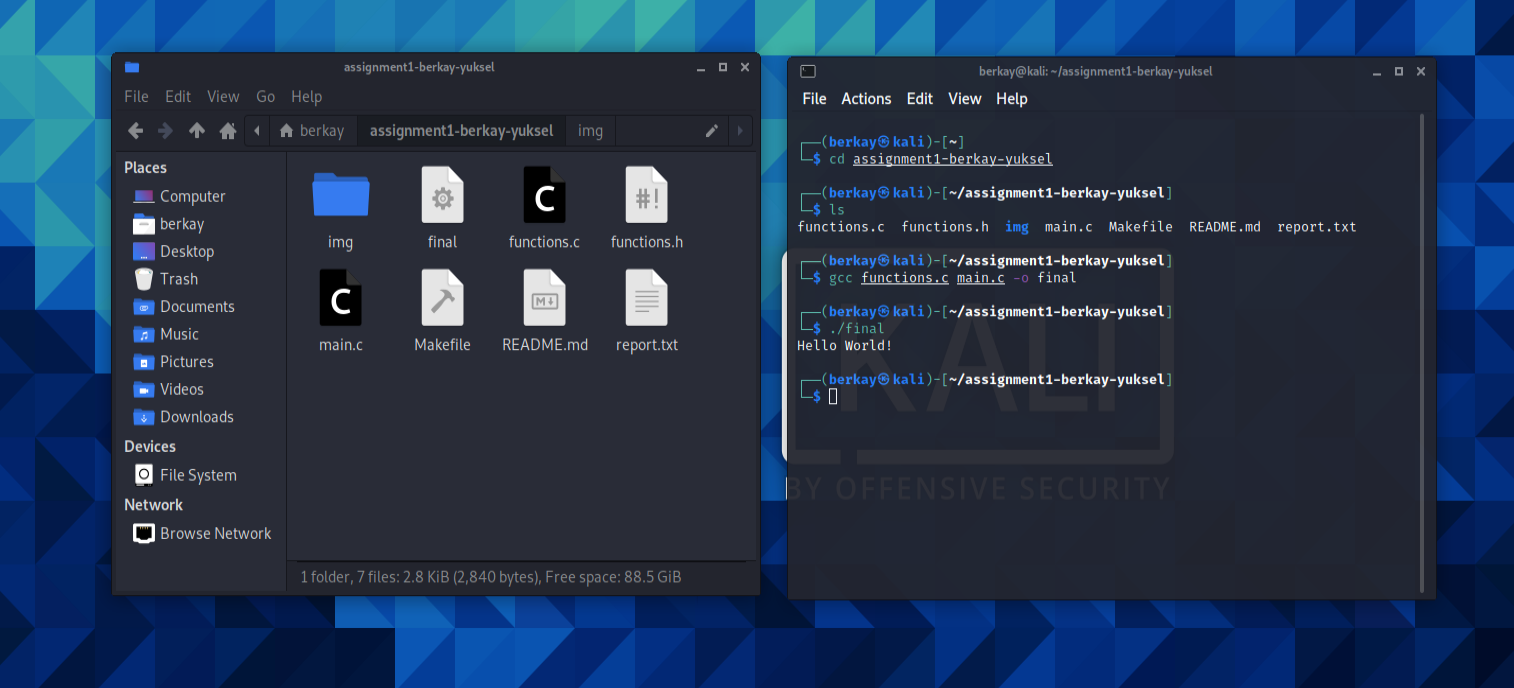 assignment1-berkay-yuksel
File Edit View Go Help
berkay assignment1-berkay-yuksel img
Places
Computer
berkay
Desktop
Trash
Documents
Music
Pictures
Videos
Downloads
Devices
File System
Network
Browse Network
img final functions.c functions.h
main.c Makefile README.md report.txt
1 folder, 7 files: 2.8 KiB (2,840 bytes), Free space: 88.5 GiB
berkay@kali: ~/assignment1-berkay-yuksel
File Actions Edit View Help
┌──(berkay㉿kali)-[~]
└─$ cd assignment1-berkay-yuksel
┌──(berkay㉿kali)-[~/assignment1-berkay-yuksel]
└─$ ls
functions.c functions.h img main.c Makefile README.md report.txt
┌──(berkay㉿kali)-[~/assignment1-berkay-yuksel]
└─$ gcc functions.c main.c -o final
┌──(berkay㉿kali)-[~/assignment1-berkay-yuksel]
└─$ ./final
Hello World!
┌──(berkay㉿kali)-[~/assignment1-berkay-yuksel]
└─$
KALI
BY OFFENSIVE SECURITY